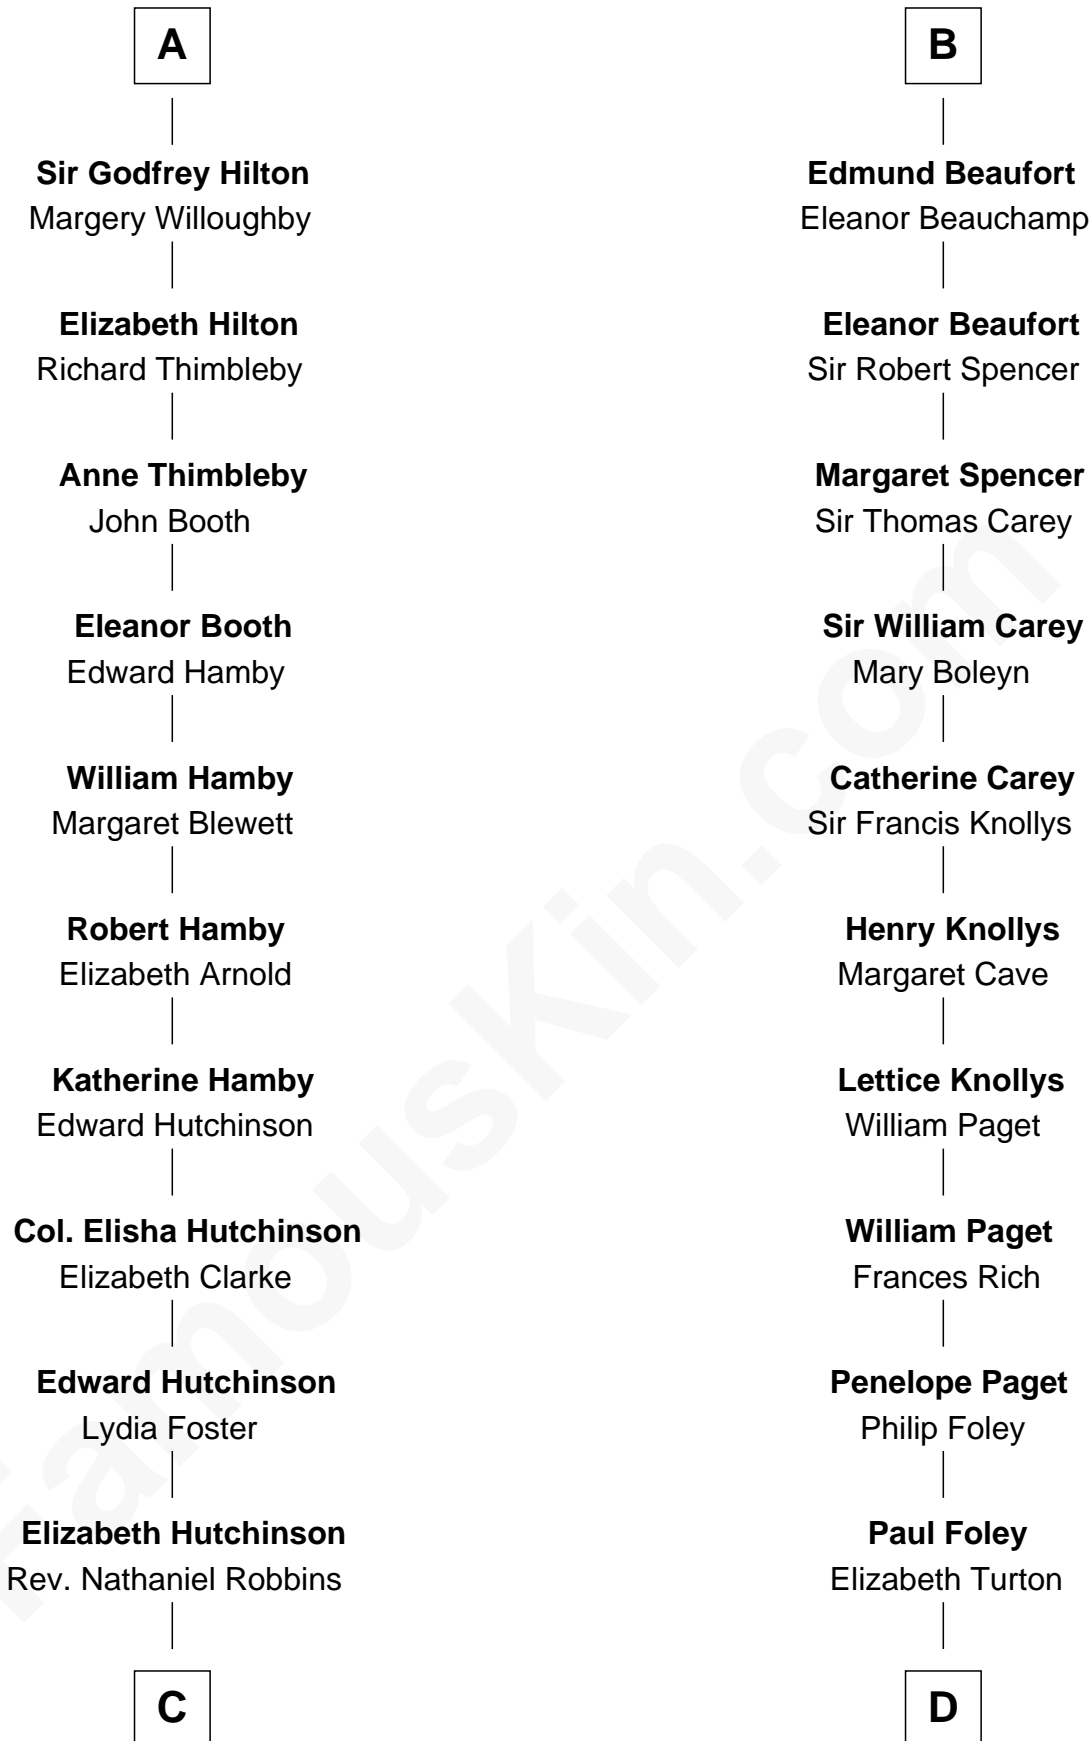 A
Sir Godfrey Hilton
Margery Willoughby
Elizabeth Hilton
Richard Thimbleby
Anne Thimbleby
John Booth
Eleanor Booth
Edward Hamby
William Hamby
Margaret Blewett
Robert Hamby
Elizabeth Arnold
Katherine Hamby
Edward Hutchinson
Col. Elisha Hutchinson
Elizabeth Clarke
Edward Hutchinson
Lydia Foster
Elizabeth Hutchinson
Rev. Nathaniel Robbins
C
B
Edmund Beaufort
Eleanor Beauchamp
Eleanor Beaufort
Sir Robert Spencer
Margaret Spencer
Sir Thomas Carey
Sir William Carey
Mary Boleyn
Catherine Carey
Sir Francis Knollys
Henry Knollys
Margaret Cave
Lettice Knollys
William Paget
William Paget
Frances Rich
Penelope Paget
Philip Foley
Paul Foley
Elizabeth Turton
D
FamousKin.com